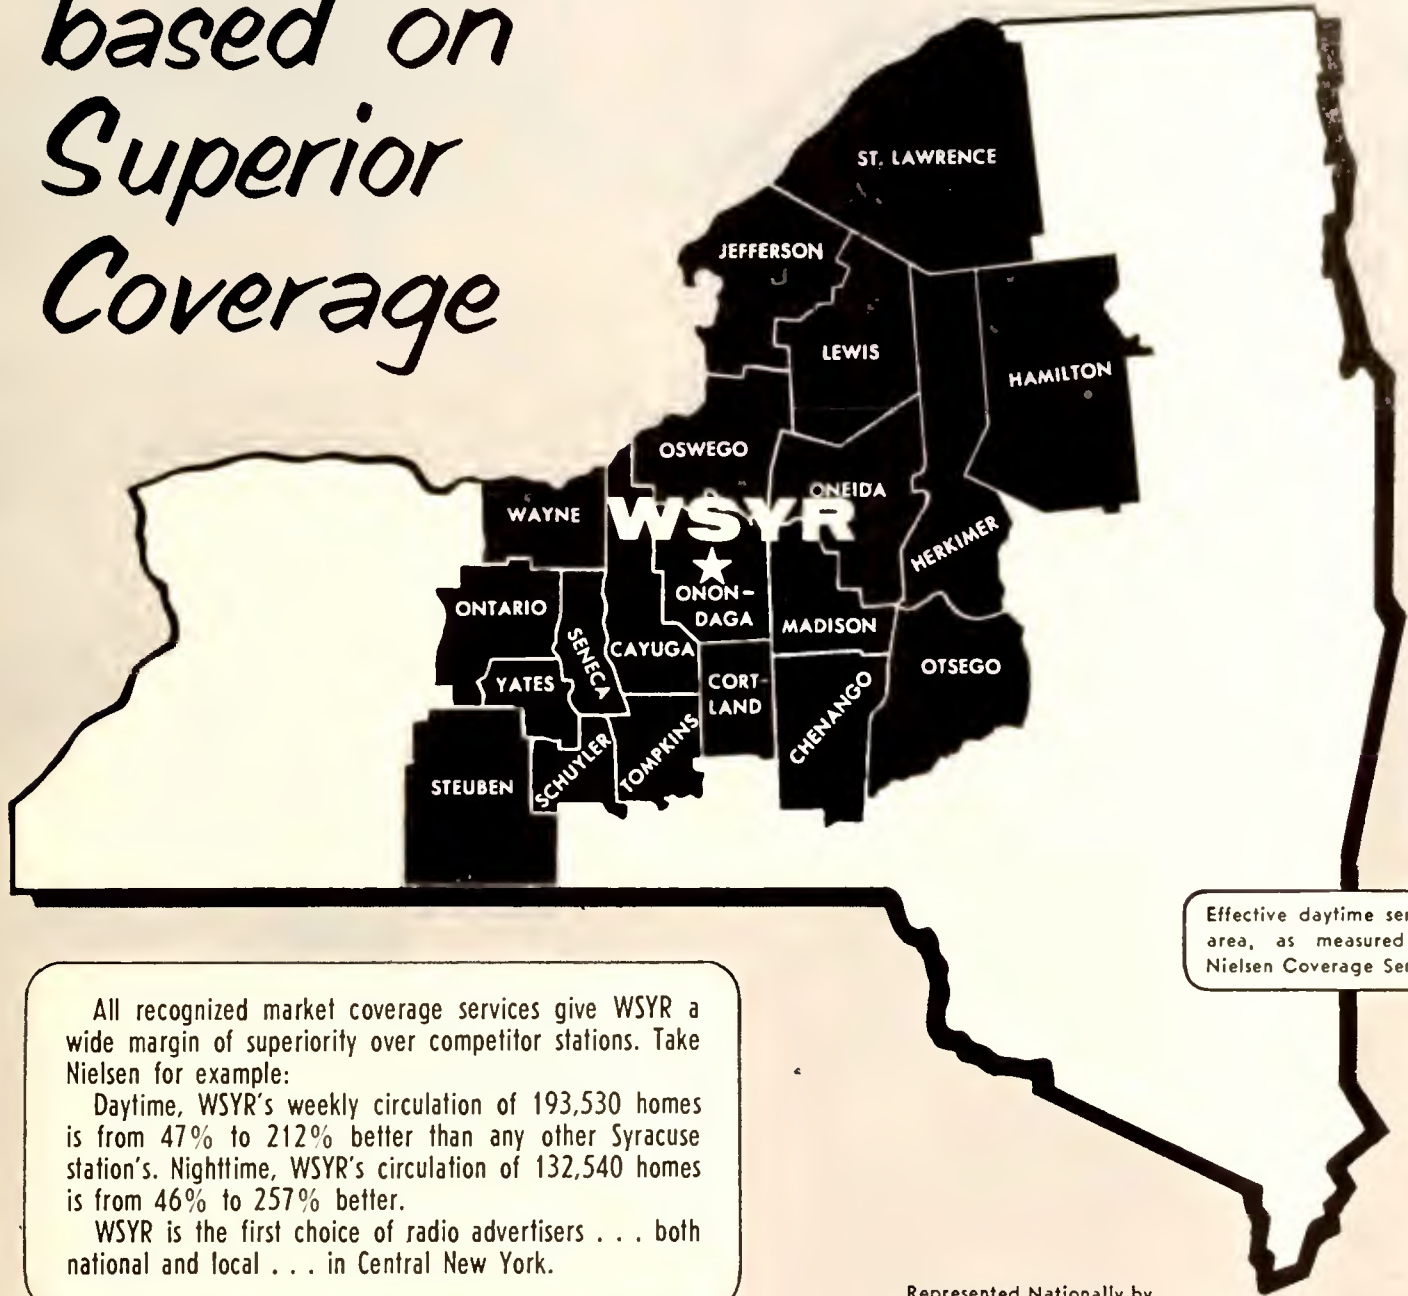 based on
Superior
Coverage
ST. LAWRENCE
JEFFERSON
LEWIS
HAMILTON
OSWEGO
ONEIDA
WAYNE
WSYR
HERKIMER
ONTARIO
SENECA
CAYUGA
ONON-
DAGA
MADISON
OTSEGO
YATES
CORT-
LAND
CHENANGO
STEUBEN
SCHUYLER
TOMPKINS
Effective daytime ser
area, as measured
Nielsen Coverage Ser
All recognized market coverage services give WSYR a
wide margin of superiority over competitor stations. Take
Nielsen for example:
Daytime, WSYR's weekly circulation of 193,530 homes
is from 47% to 212% better than any other Syracuse
station's. Nighttime, WSYR's circulation of 132,540 homes
is from 46% to 257% better.
WSYR is the first choice of radio advertisers . . . both
national and local . . . in Central New York.
Represented Nationally by